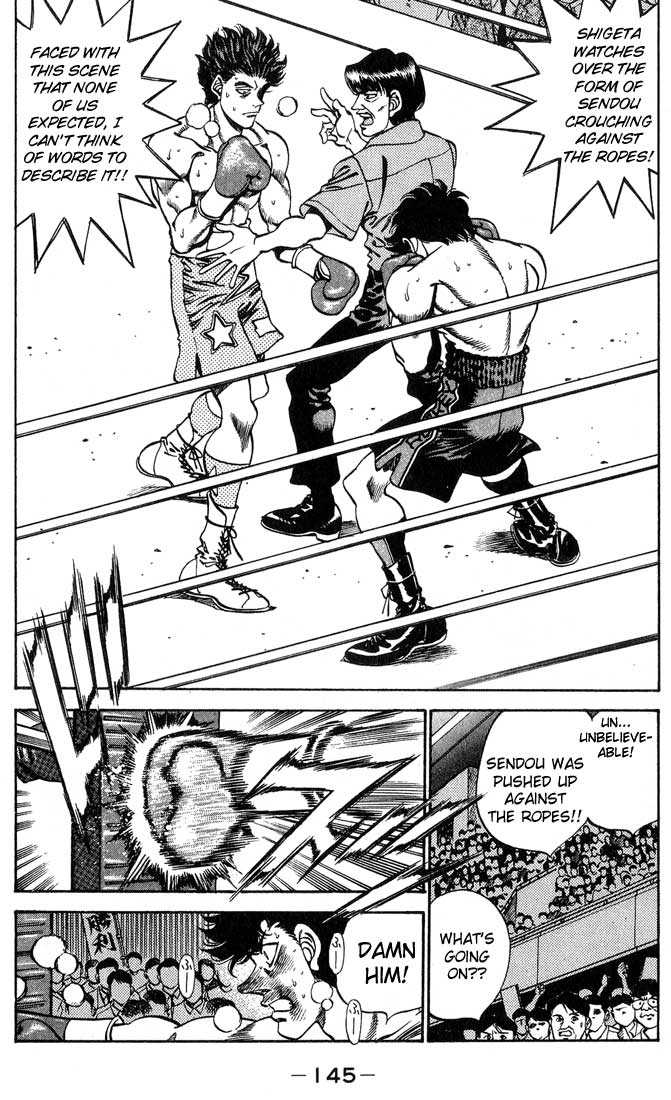 SHIGETA
WATCHES
OVER THE
FORM OF
SENDOU
CROUCHING
AGAINST
THE ROPES!
FACED WITH
THIS SCENE
THAT NONE
OF US
EXPECTED, I
CAN'T THINK
OF WORDS TO
DESCRIBE IT!!
UN...
UNBELIEVE-
ABLE!
SENDOU WAS
PUSHED UP
AGAINST
THE ROPES!!
WHAT'S
GOING
ON??
DAMN
HIM!
勝利
—145—